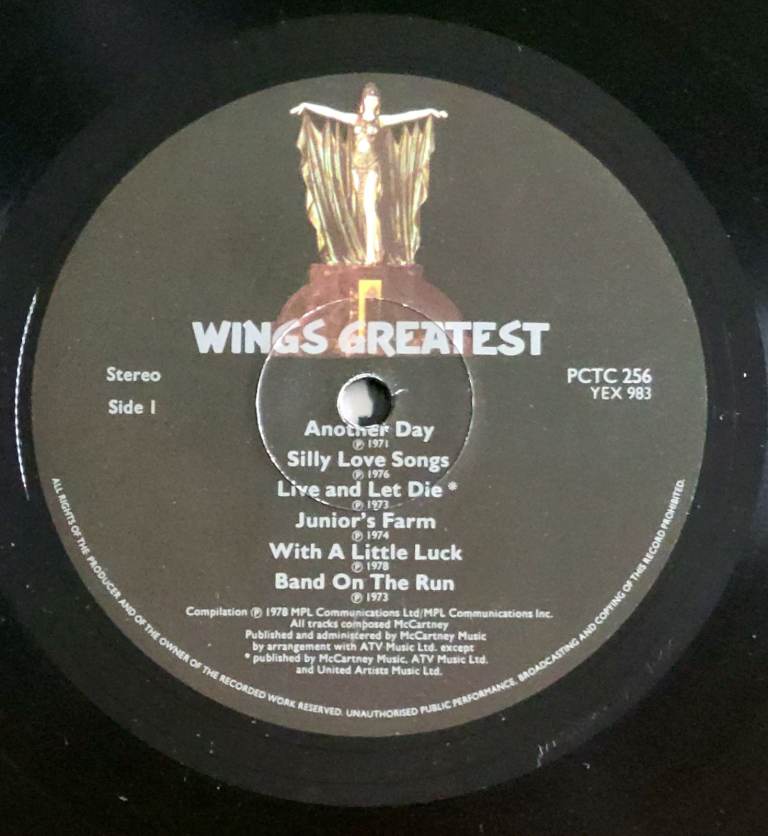 WINGS GREATEST
Stereo
PCTC 256
YEX 983
Side 1
Another Day
℗ 1971
Silly Love Songs
℗ 1976
Live and Let Die *
℗ 1973
Junior's Farm
℗ 1974
With A Little Luck
℗ 1978
Band On The Run
℗ 1973
Compilation ℗ 1978 MPL Communications Ltd/MPL Communications Inc.
All tracks composed McCartney
Published and administered by McCartney Music
by arrangement with ATV Music Ltd. except
* published by McCartney Music, ATV Music Ltd.
and United Artists Music Ltd.
ALL RIGHTS OF THE PRODUCER AND OF THE OWNER OF THE RECORDED WORK RESERVED. UNAUTHORISED PUBLIC PERFORMANCE, BROADCASTING AND COPYING OF THIS RECORD PROHIBITED.